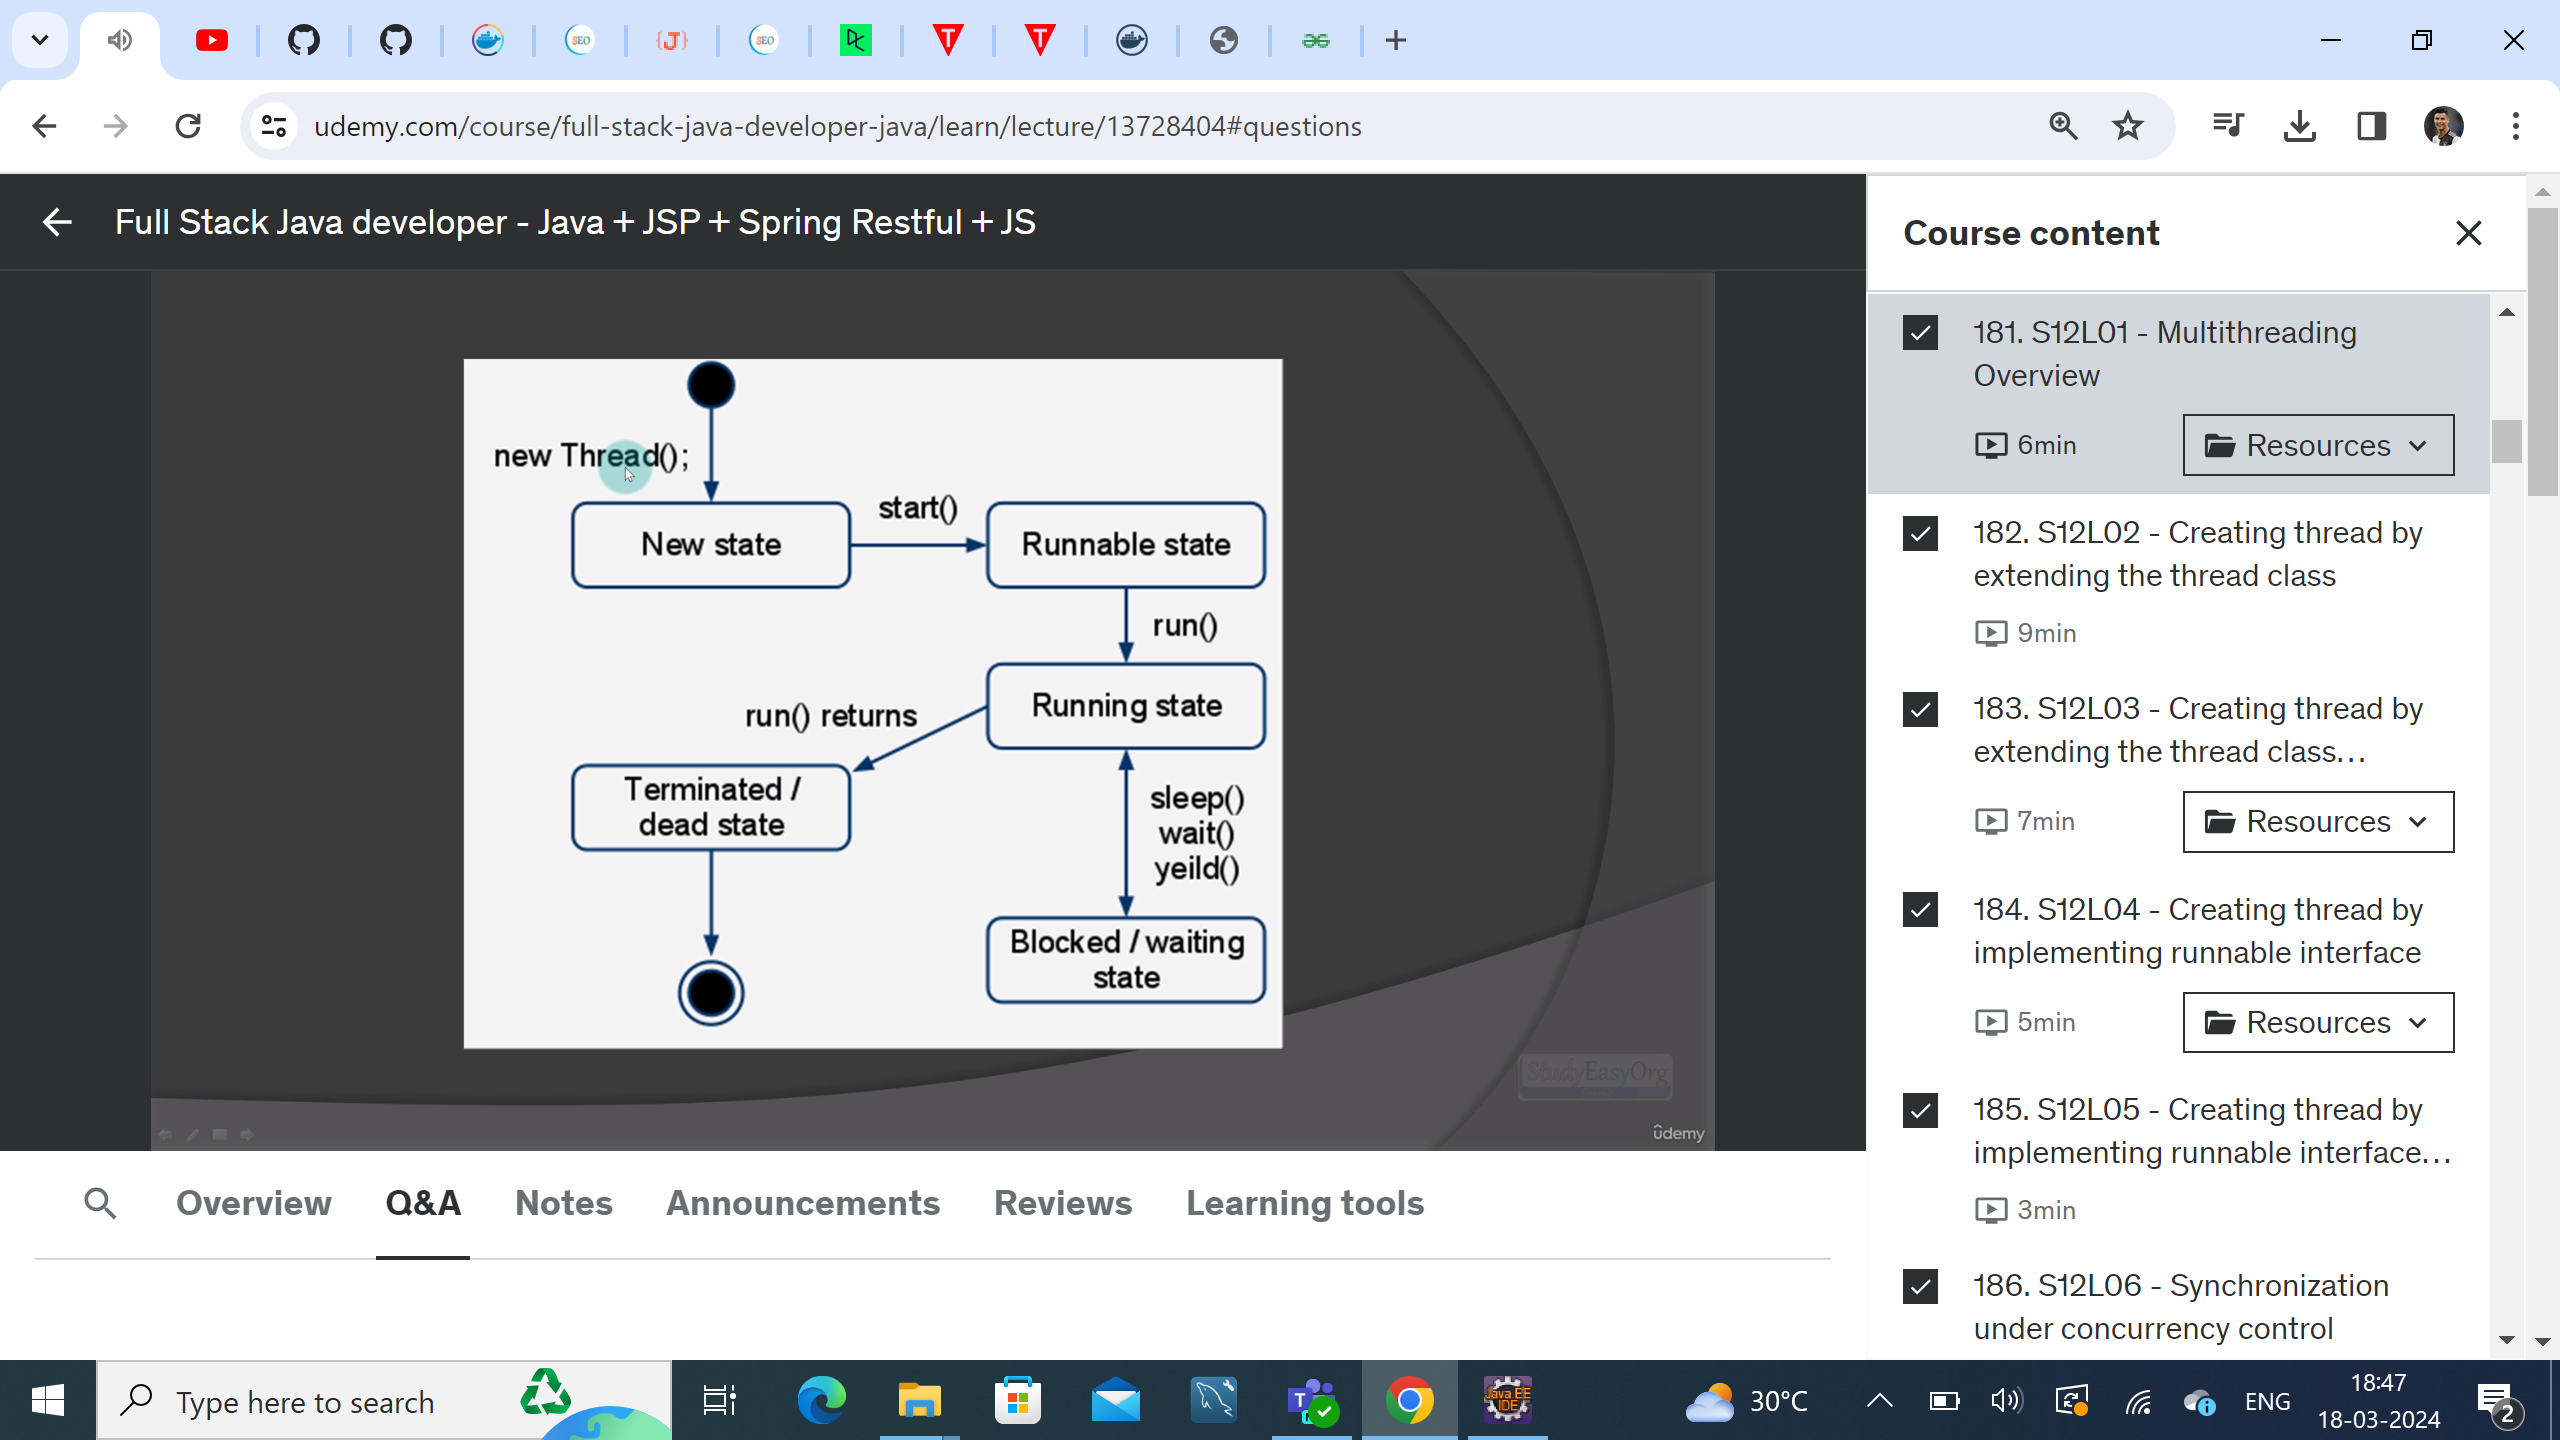 SEO
{J}
SEO
DC
T
T
udemy.com/course/full-stack-java-developer-java/learn/lecture/13728404#questions
Full Stack Java developer - Java + JSP + Spring Restful + JS
new Thread();
New state
start()
Runnable state
run()
Running state
run() returns
Terminated /
dead state
sleep()
wait()
yeild()
Blocked / waiting
state
StudyEasyOrg
ûdemy
Course content
181. S12L01 - Multithreading
Overview
6min
Resources
182. S12L02 - Creating thread by
extending the thread class
9min
183. S12L03 - Creating thread by
extending the thread class…
7min
Resources
184. S12L04 - Creating thread by
implementing runnable interface
5min
Resources
185. S12L05 - Creating thread by
implementing runnable interface…
3min
186. S12L06 - Synchronization
under concurrency control
Overview
Q&A
Notes
Announcements
Reviews
Learning tools
Type here to search
T
Java EE
IDE
30°C
ENG
18:47
18-03-2024
2